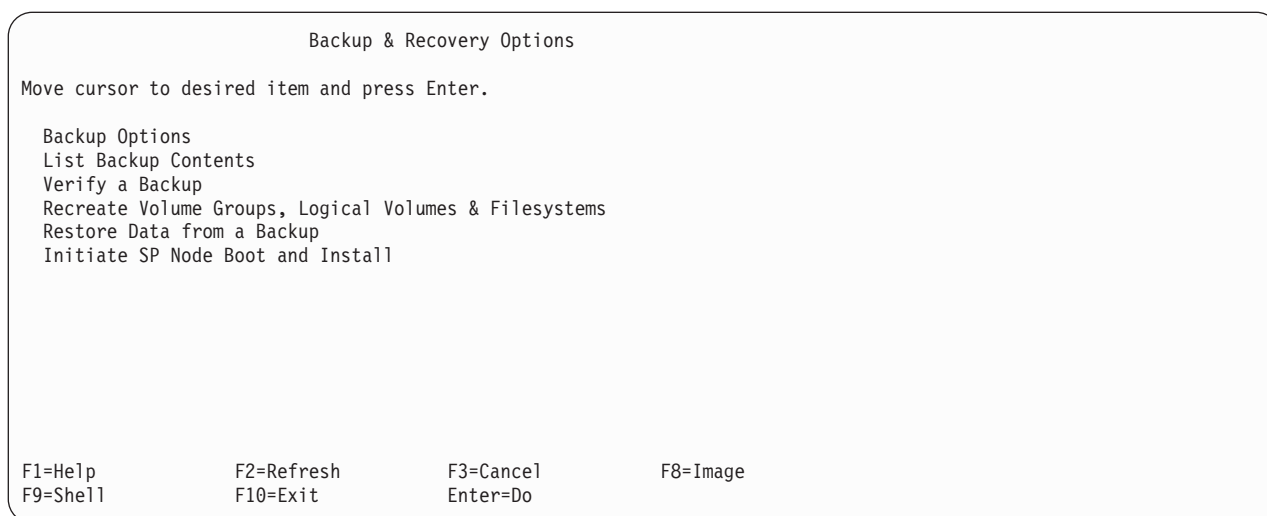 Backup & Recovery Options
Move cursor to desired item and press Enter.
Backup Options
List Backup Contents
Verify a Backup
Recreate Volume Groups, Logical Volumes & Filesystems
Restore Data from a Backup
Initiate SP Node Boot and Install
F1=Help F2=Refresh F3=Cancel F8=Image
F9=Shell F10=Exit Enter=Do